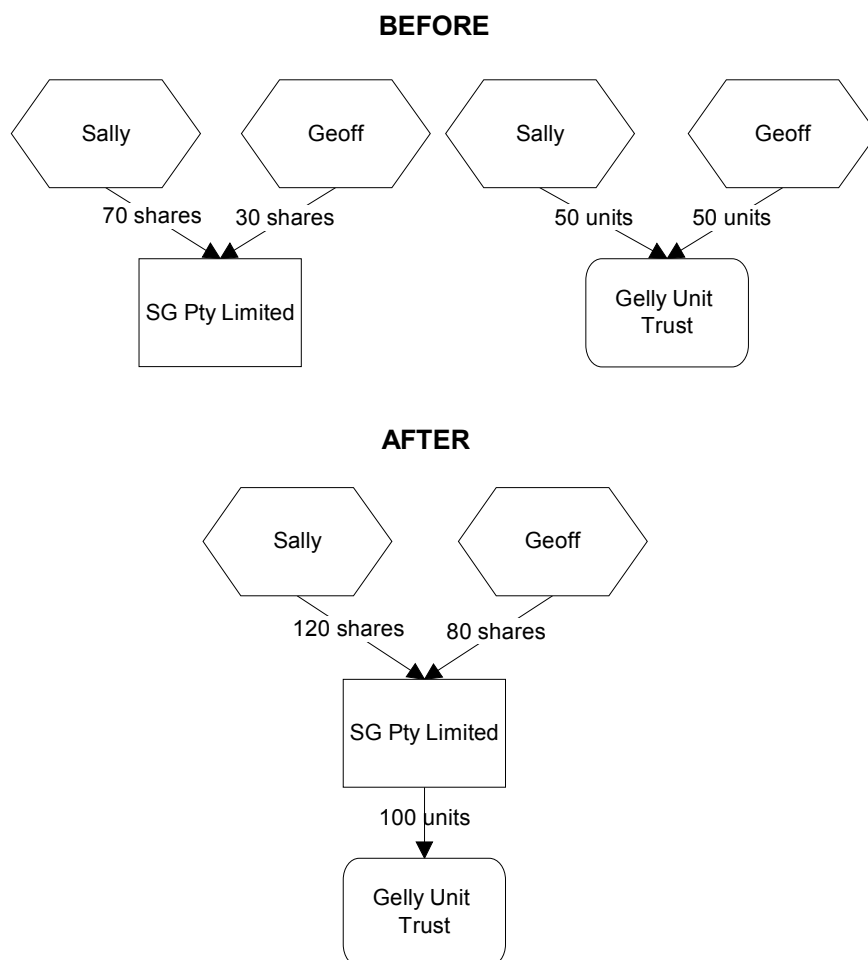 BEFORE
Sally
Geoff
Sally
Geoff
70 shares
30 shares
50 units
50 units
SG Pty Limited
Gelly Unit
Trust
AFTER
Sally
Geoff
120 shares
80 shares
SG Pty Limited
100 units
Gelly Unit
Trust